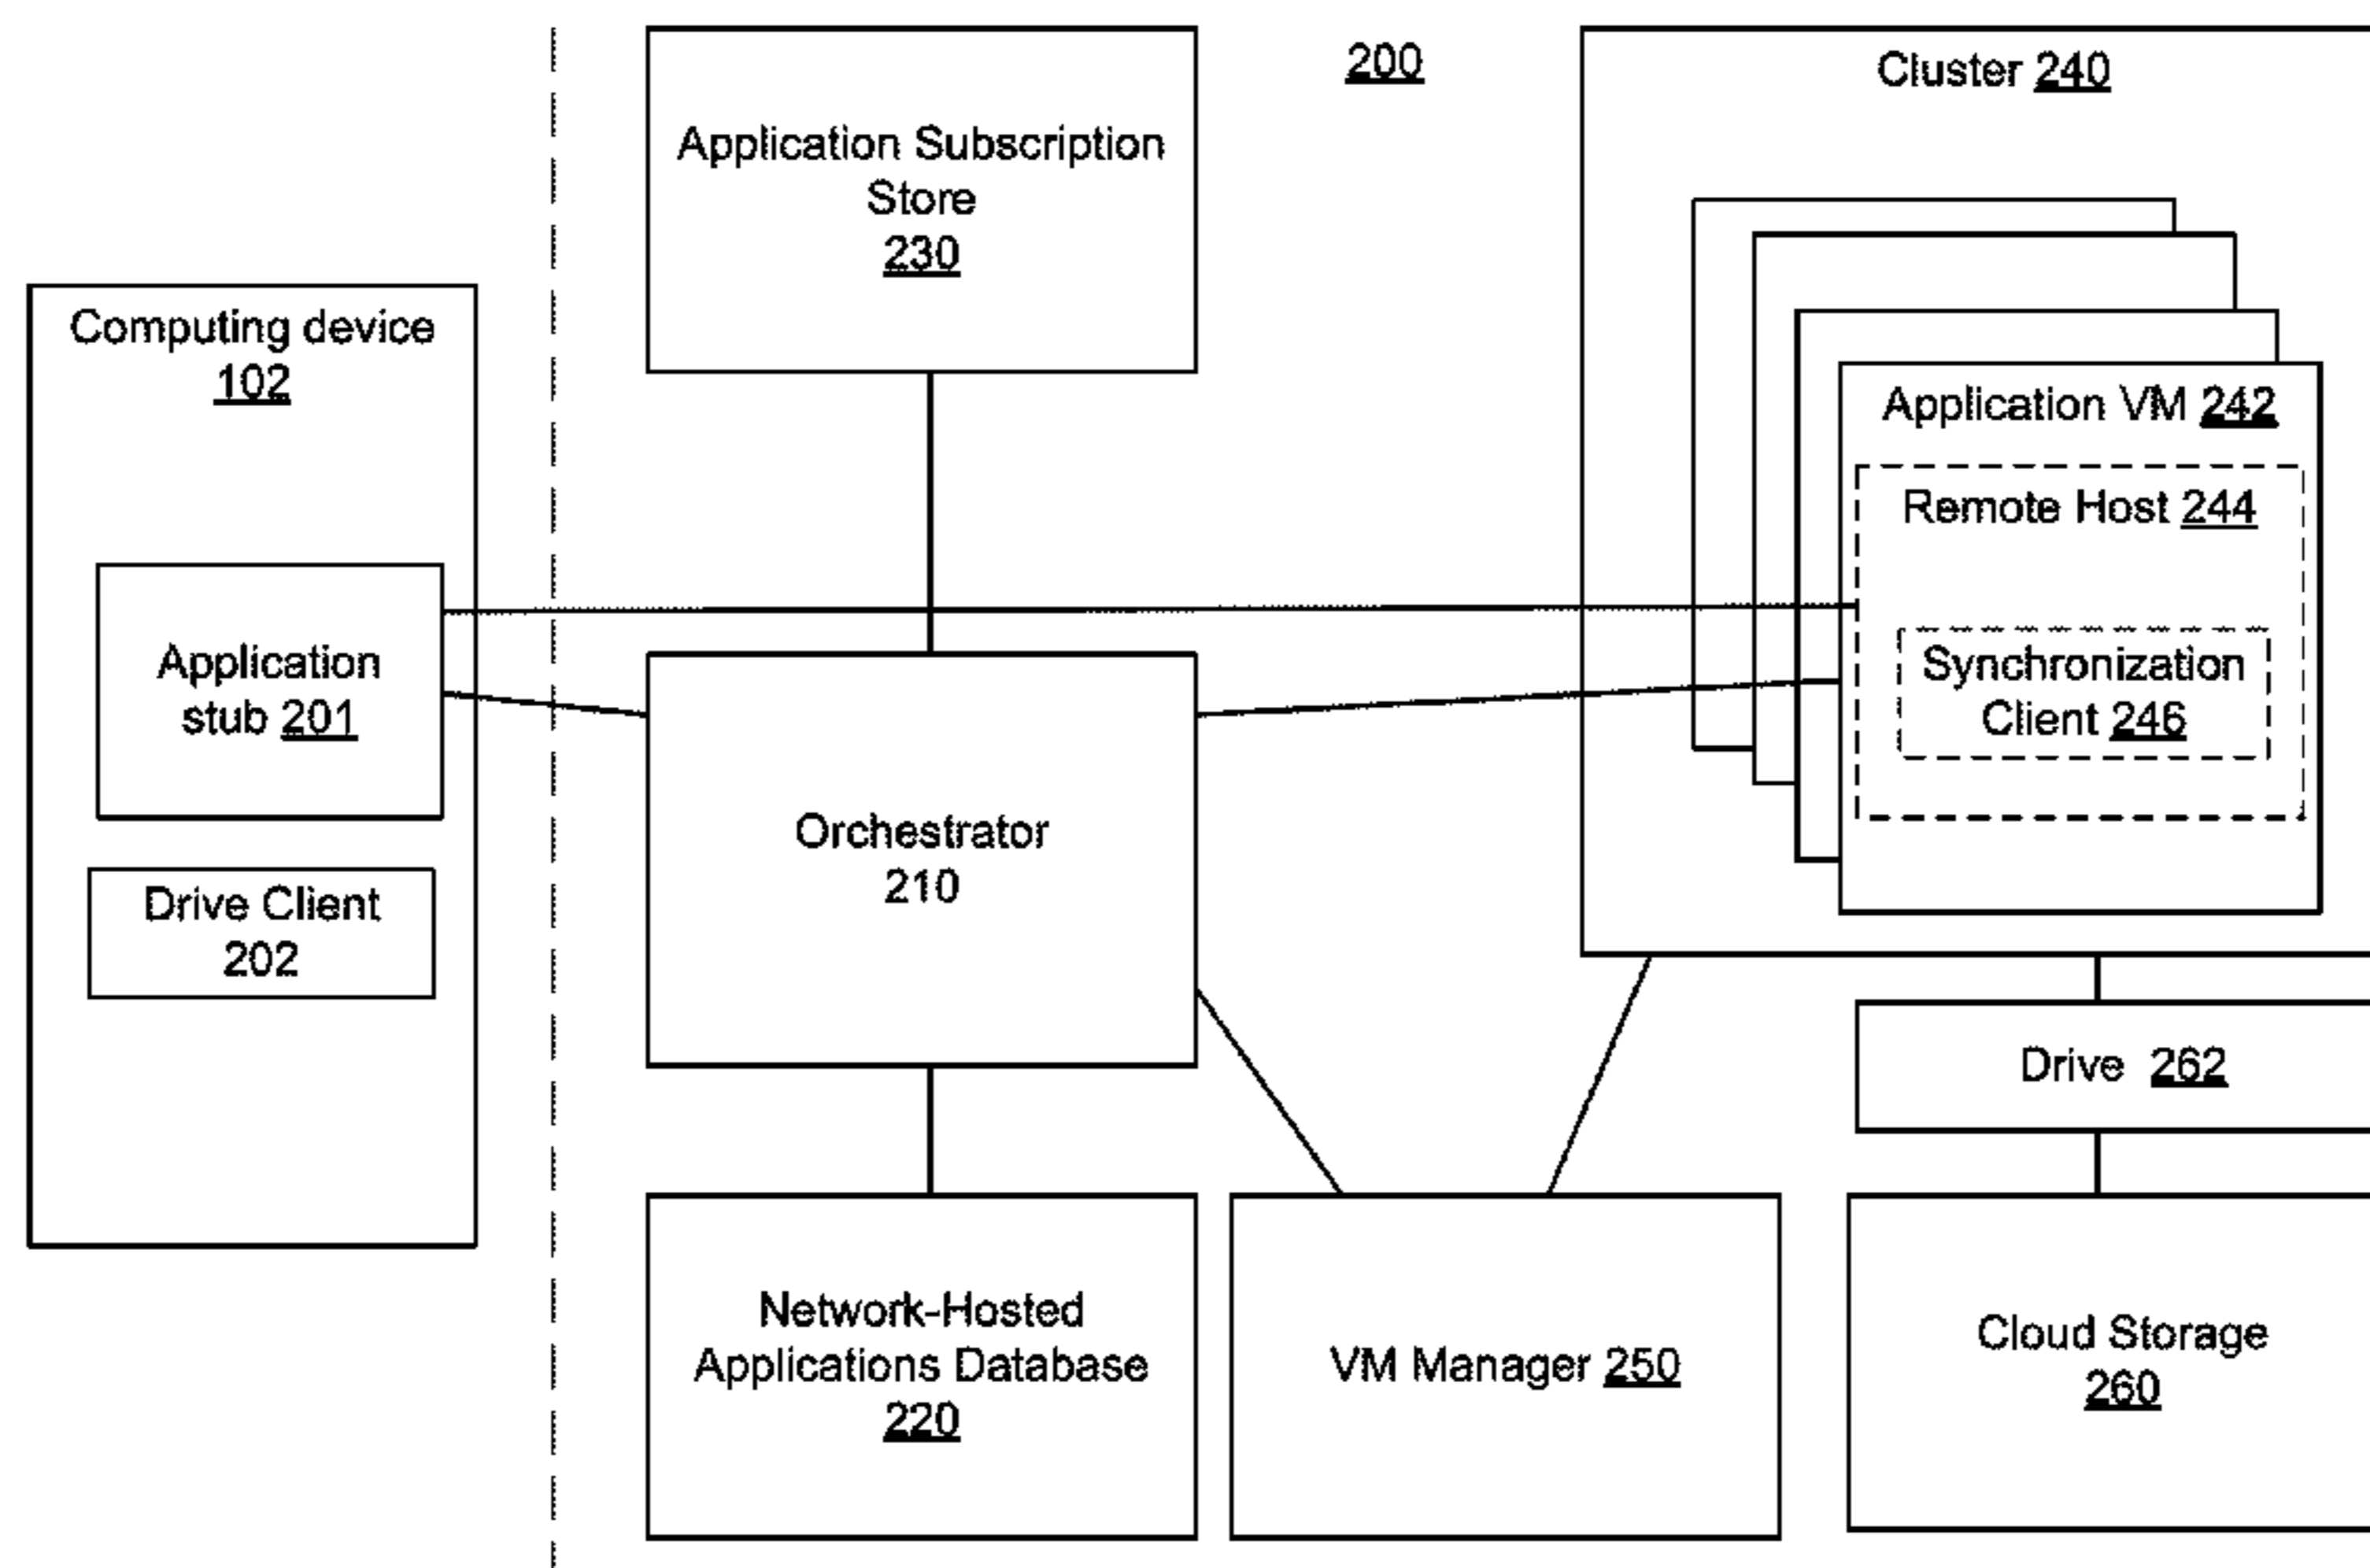 200
Computing device
102
Application
stub 201
Drive Client
202
Application Subscription
Store
230
Orchestrator
210
Network-Hosted
Applications Database
220
VM Manager 250
Cluster 240
Application VM 242
Remote Host 244
Synchronization
Client 246
Drive 262
Cloud Storage
260